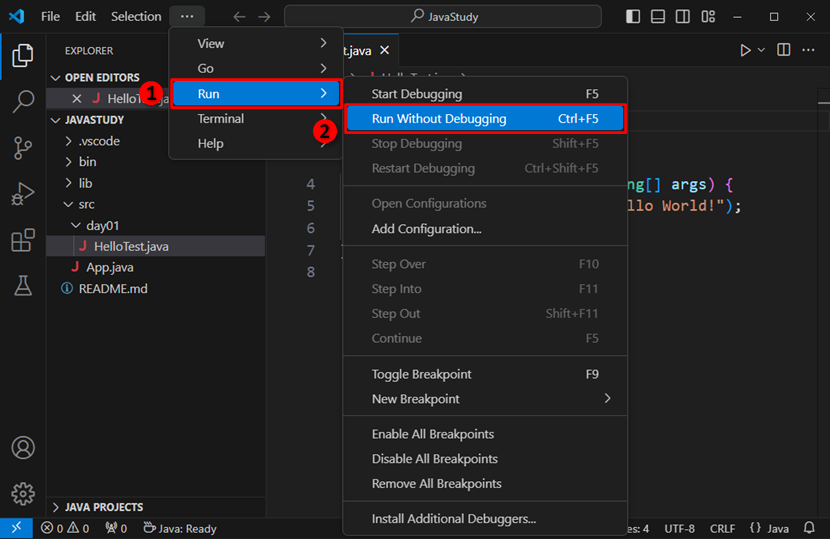 File Edit Selection ··· JavaStudy
EXPLORER
OPEN EDITORS
HelloTest.java
JAVASTUDY
.vscode
bin
lib
src
day01
HelloTest.java
App.java
README.md
JAVA PROJECTS
View
Go
1
Run
Terminal
Help
2
Start Debugging F5
Run Without Debugging Ctrl+F5
Stop Debugging Shift+F5
Restart Debugging Ctrl+Shift+F5
Open Configurations
Add Configuration...
Step Over F10
Step Into F11
Step Out Shift+F11
Continue F5
Toggle Breakpoint F9
New Breakpoint
Enable All Breakpoints
Disable All Breakpoints
Remove All Breakpoints
Install Additional Debuggers...
t.java
HelloTest.java
4 ng[] args) {
5 llo World!");
6
7
8
0 0 0 Java: Ready es: 4 UTF-8 CRLF {} Java